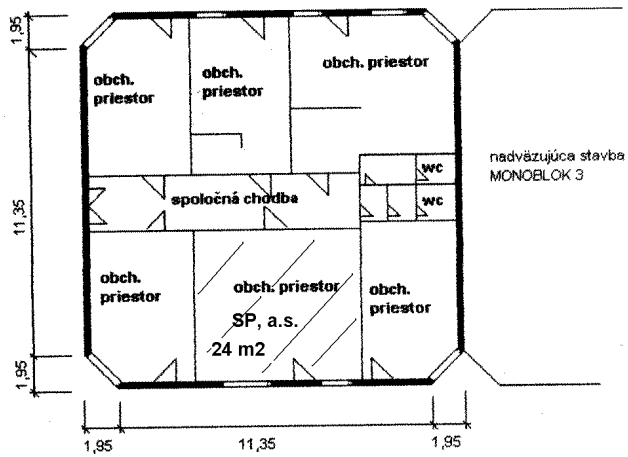 1,95
obch.
priestor
obch.
priestor
obch. priestor
nadväzujúca stavba
MONOBLOK 3
wc
wc
spoločná chodba
11,35
obch.
priestor
obch. priestor
SP, a.s.
24 m2
obch.
priestor
1,95
1,95
11,35
1,95